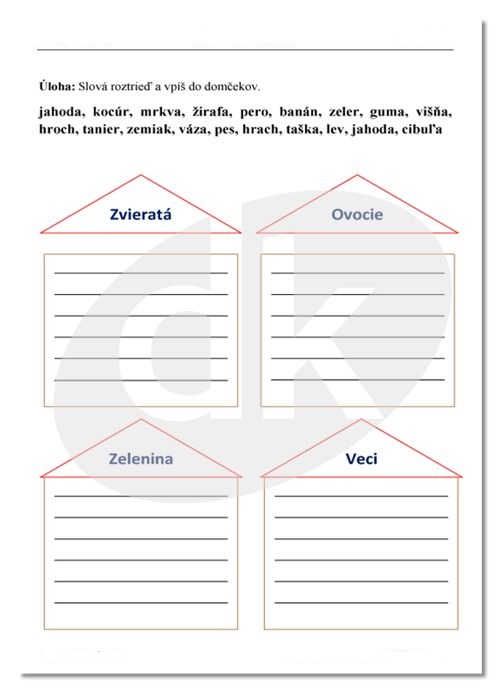 Úloha: Slová roztrieď a vpíš do domčekov.
jahoda, kocúr, mrkva, žirafa, pero, banán, zeler, guma, višňa,
hroch, tanier, zemiak, váza, pes, hrach, taška, lev, jahoda, cibuľa
Zvieratá
Ovocie
dk
Zelenina
Veci